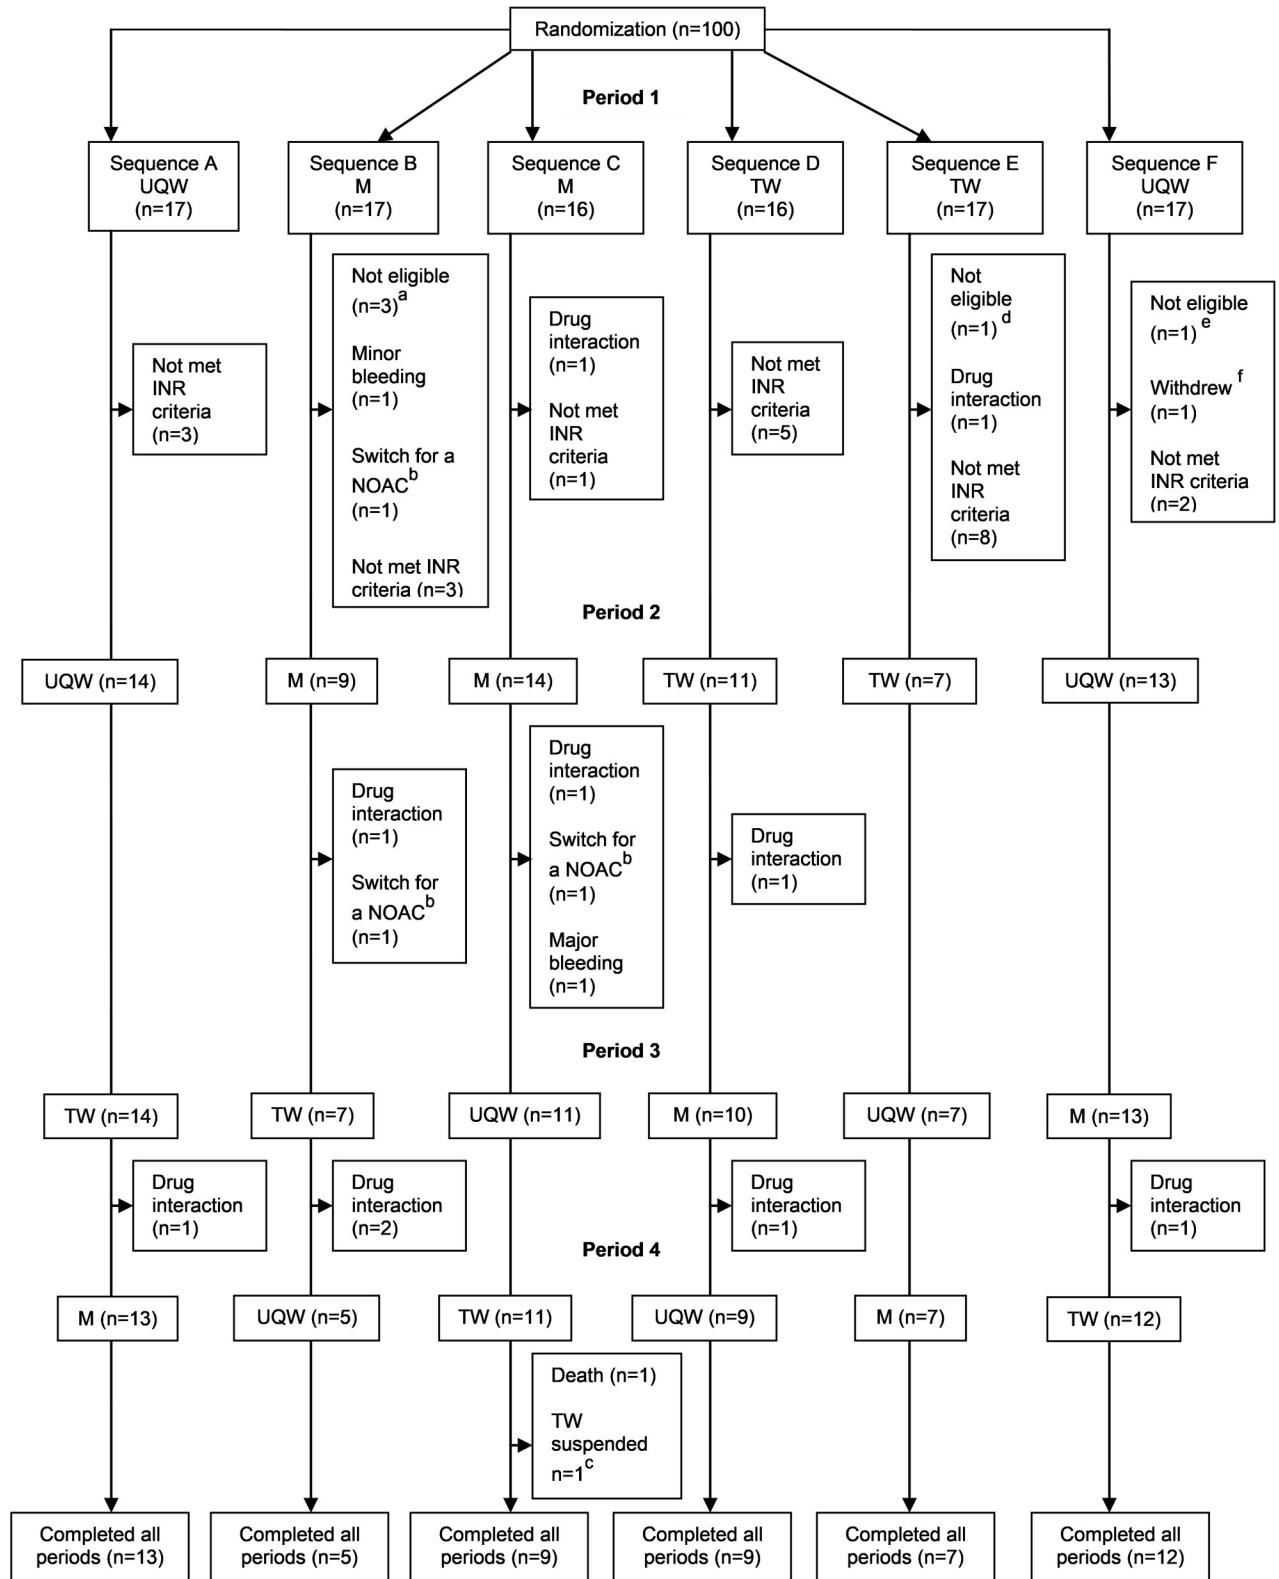 Randomization (n=100)
Period 1
Sequence A
UQW
(n=17)
Sequence B
M
(n=17)
Sequence C
M
(n=16)
Sequence D
TW
(n=16)
Sequence E
TW
(n=17)
Sequence F
UQW
(n=17)
Not met
INR
criteria
(n=3)
Not eligible
(n=3)a
Minor
bleeding
(n=1)
Switch for a
NOACb
(n=1)
Not met INR
criteria (n=3)
Drug
interaction
(n=1)
Not met
INR
criteria
(n=1)
Not met
INR
criteria
(n=5)
Not
eligible
(n=1) d
Drug
interaction
(n=1)
Not met
INR
criteria
(n=8)
Not eligible
(n=1) e
Withdrew f
(n=1)
Not met
INR criteria
(n=2)
Period 2
UQW (n=14)
M (n=9)
M (n=14)
TW (n=11)
TW (n=7)
UQW (n=13)
Drug
interaction
(n=1)
Switch for
a NOACb
(n=1)
Drug
interaction
(n=1)
Switch for
a NOACb
(n=1)
Major
bleeding
(n=1)
Drug
interaction
(n=1)
Period 3
TW (n=14)
TW (n=7)
UQW (n=11)
M (n=10)
UQW (n=7)
M (n=13)
Drug
interaction
(n=1)
Drug
interaction
(n=2)
Drug
interaction
(n=1)
Drug
interaction
(n=1)
Period 4
M (n=13)
UQW (n=5)
TW (n=11)
UQW (n=9)
M (n=7)
TW (n=12)
Death (n=1)
TW
suspended
n=1c
Completed all
periods (n=13)
Completed all
periods (n=5)
Completed all
periods (n=9)
Completed all
periods (n=9)
Completed all
periods (n=7)
Completed all
periods (n=12)